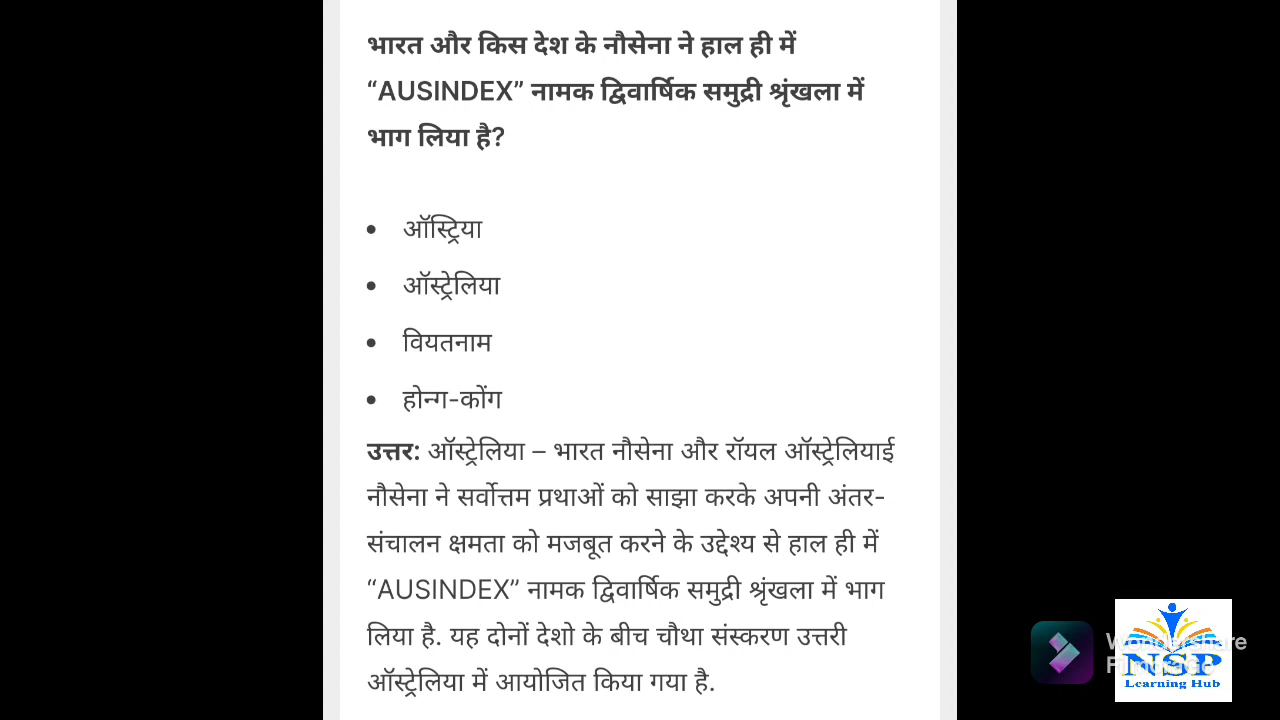 भारत और किस देश के नौसेना ने हाल ही में
“AUSINDEX” नामक द्विवार्षिक समुद्री श्रृंखला में
भाग लिया है?
• ऑस्ट्रिया
• ऑस्ट्रेलिया
• वियतनाम
• होन्ग-कोंग
उत्तर: ऑस्ट्रेलिया – भारत नौसेना और रॉयल ऑस्ट्रेलियाई
नौसेना ने सर्वोत्तम प्रथाओं को साझा करके अपनी अंतर-
संचालन क्षमता को मजबूत करने के उद्देश्य से हाल ही में
“AUSINDEX” नामक द्विवार्षिक समुद्री श्रृंखला में भाग
लिया है. यह दोनों देशो के बीच चौथा संस्करण उत्तरी
ऑस्ट्रेलिया में आयोजित किया गया है.
Wondershare
NSP
Learning Hub